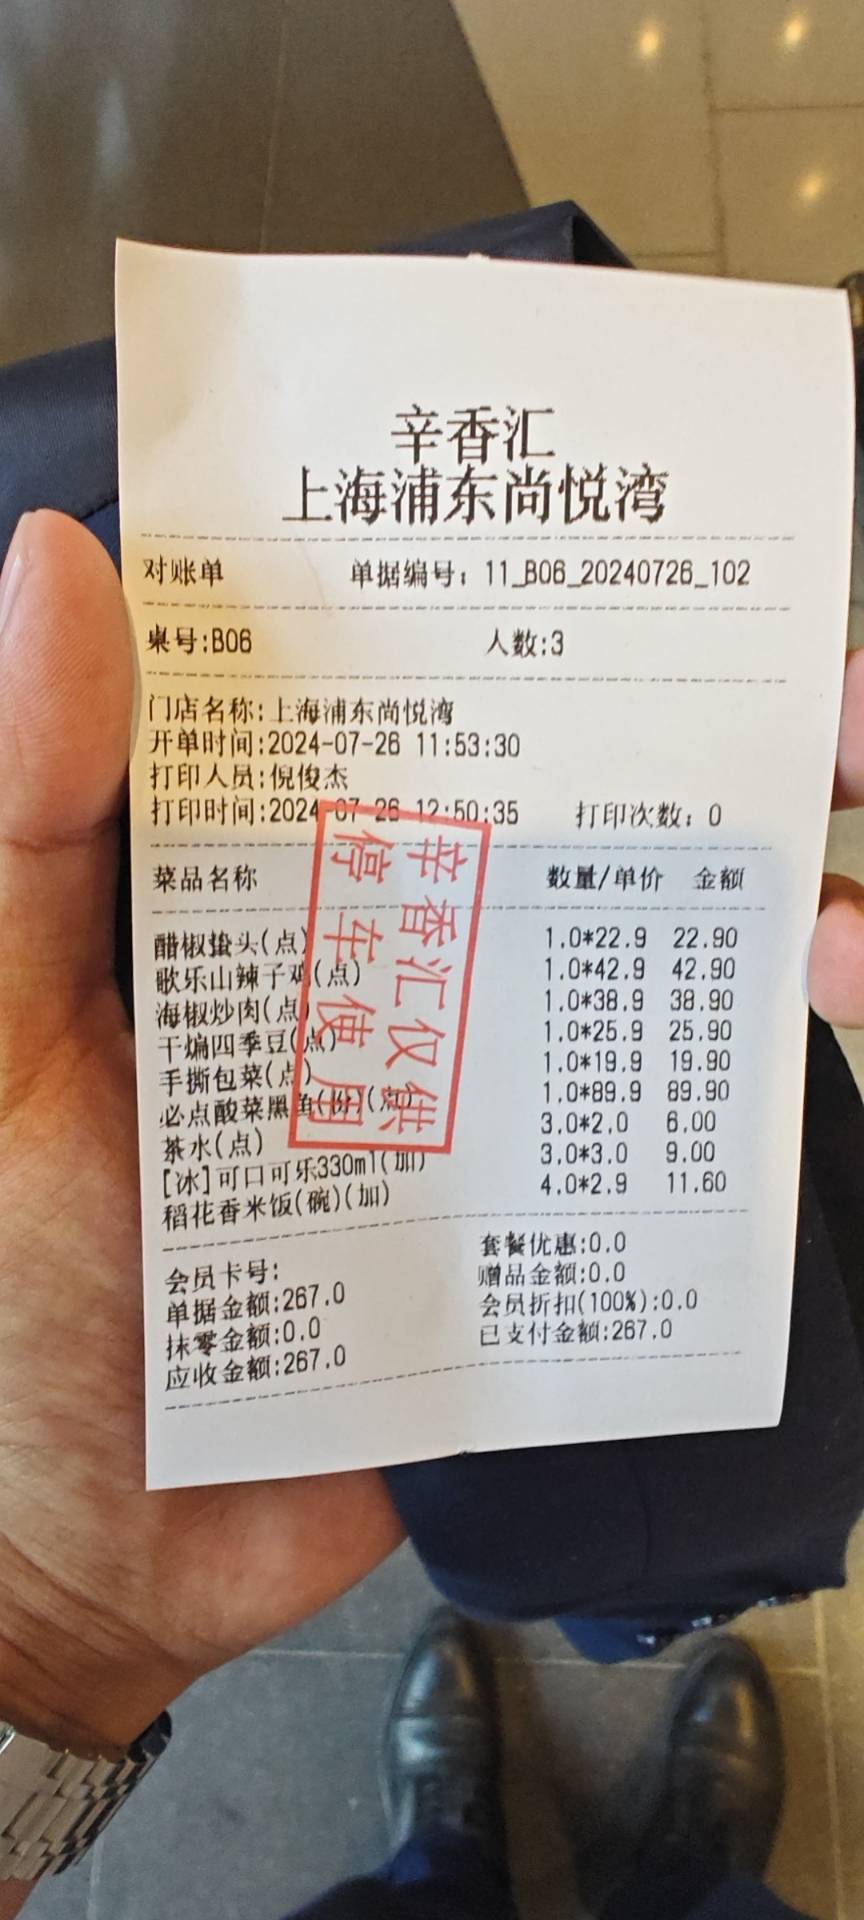 辛香汇
上海浦东尚悦湾
对账单 单据编号: 11_B06_20240726_102
桌号:B06 人数:3
门店名称:上海浦东尚悦湾
开单时间:2024-07-26 11:53:30
打印人员:倪俊杰
打印时间:2024-07-26 12:50:35 打印次数: 0
菜品名称 数量/单价 金额
醋椒蛰头(点) 1.0*22.9 22.90
歌乐山辣子鸡(点) 1.0*42.9 42.90
海椒炒肉(点) 1.0*38.9 38.90
干煸四季豆(点) 1.0*25.9 25.90
手撕包菜(点) 1.0*19.9 19.90
必点酸菜黑鱼(份)(点) 1.0*89.9 89.90
茶水(点) 3.0*2.0 6.00
[冰]可口可乐330ml(加) 3.0*3.0 9.00
稻花香米饭(碗)(加) 4.0*2.9 11.60
辛香汇仅供
停车使用
会员卡号: 套餐优惠:0.0
单据金额:267.0 赠品金额:0.0
抹零金额:0.0 会员折扣(100%):0.0
应收金额:267.0 已支付金额:267.0